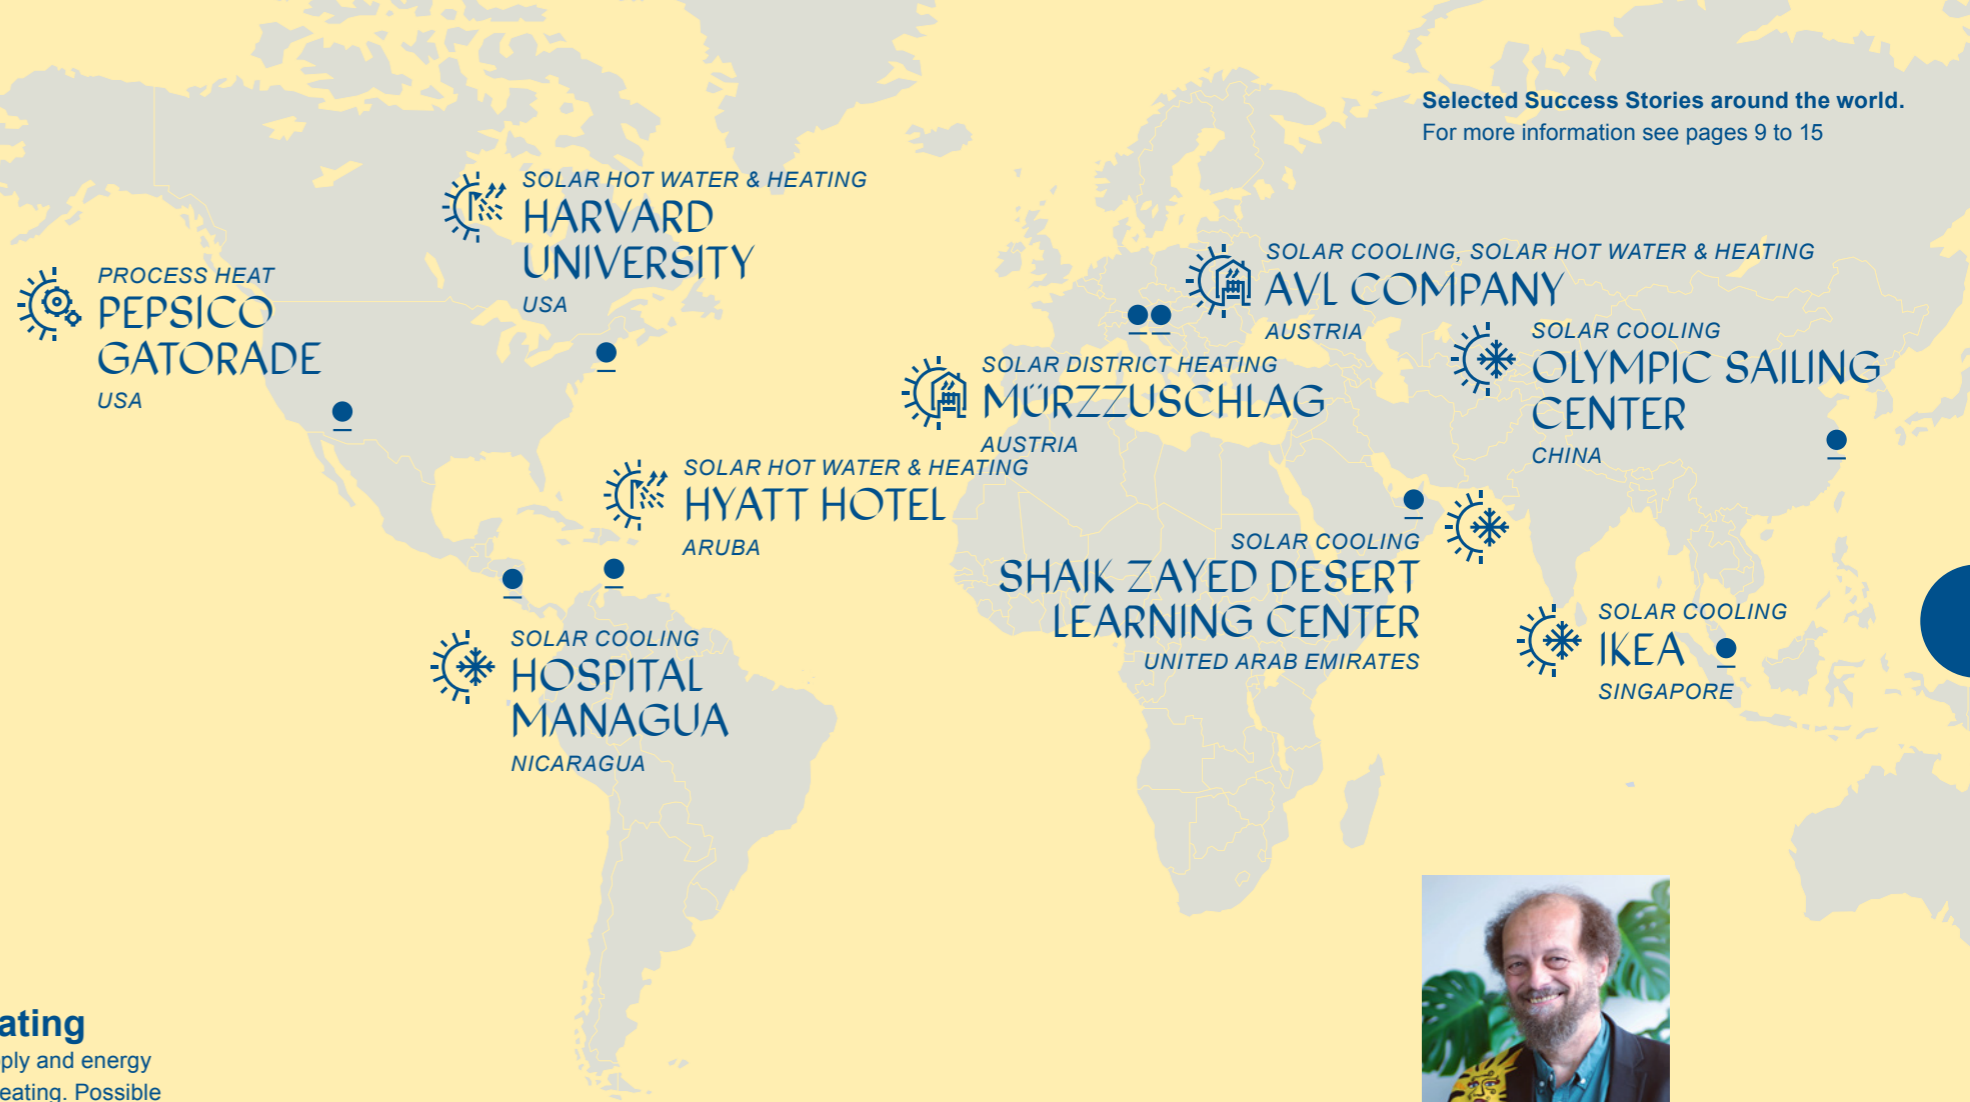 Selected Success Stories around the world.
For more information see pages 9 to 15
SOLAR HOT WATER & HEATING
HARVARD
UNIVERSITY
USA
PROCESS HEAT
PEPSICO
GATORADE
USA
SOLAR COOLING, SOLAR HOT WATER & HEATING
AVL COMPANY
AUSTRIA
SOLAR COOLING
OLYMPIC SAILING
CENTER
CHINA
SOLAR DISTRICT HEATING
MÜRZZUSCHLAG
AUSTRIA
SOLAR HOT WATER & HEATING
HYATT HOTEL
ARUBA
SOLAR COOLING
SHAIK ZAYED DESERT
LEARNING CENTER
UNITED ARAB EMIRATES
SOLAR COOLING
IKEA
SINGAPORE
SOLAR COOLING
HOSPITAL
MANAGUA
NICARAGUA
ating
ply and energy
eating. Possible